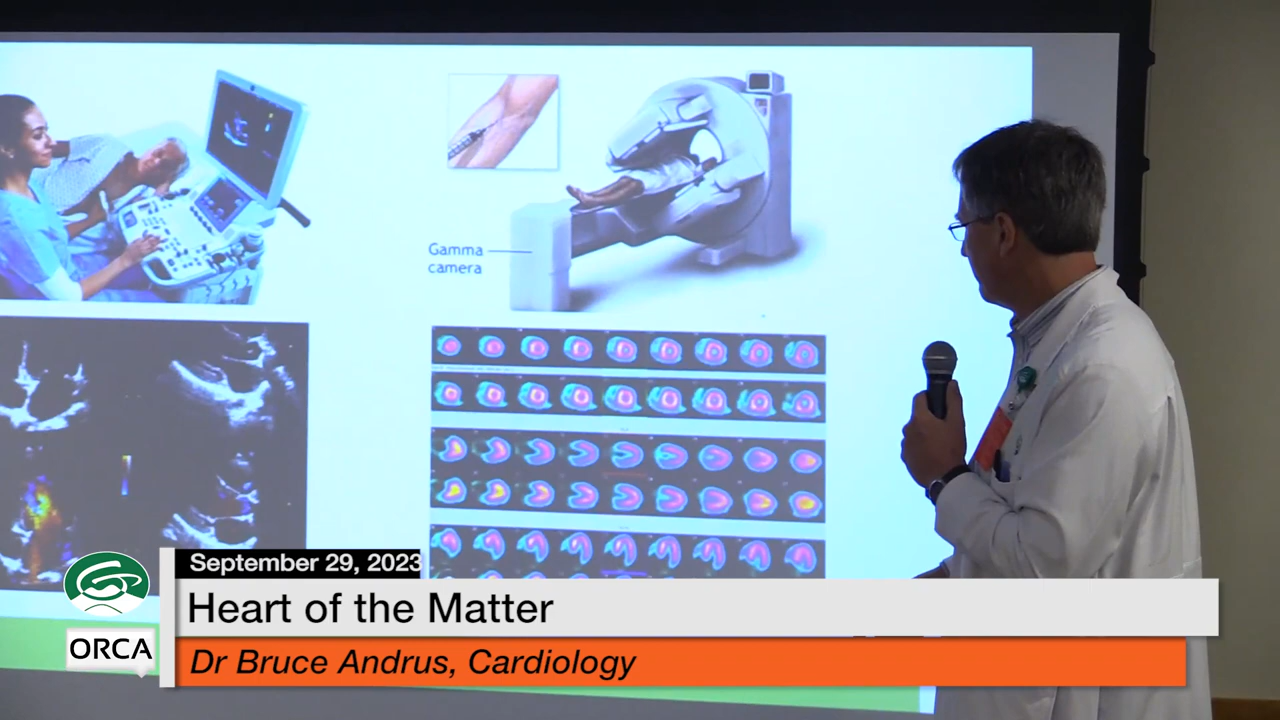 Gamma
camera
September 29, 2023
Heart of the Matter
ORCA
Dr Bruce Andrus, Cardiology